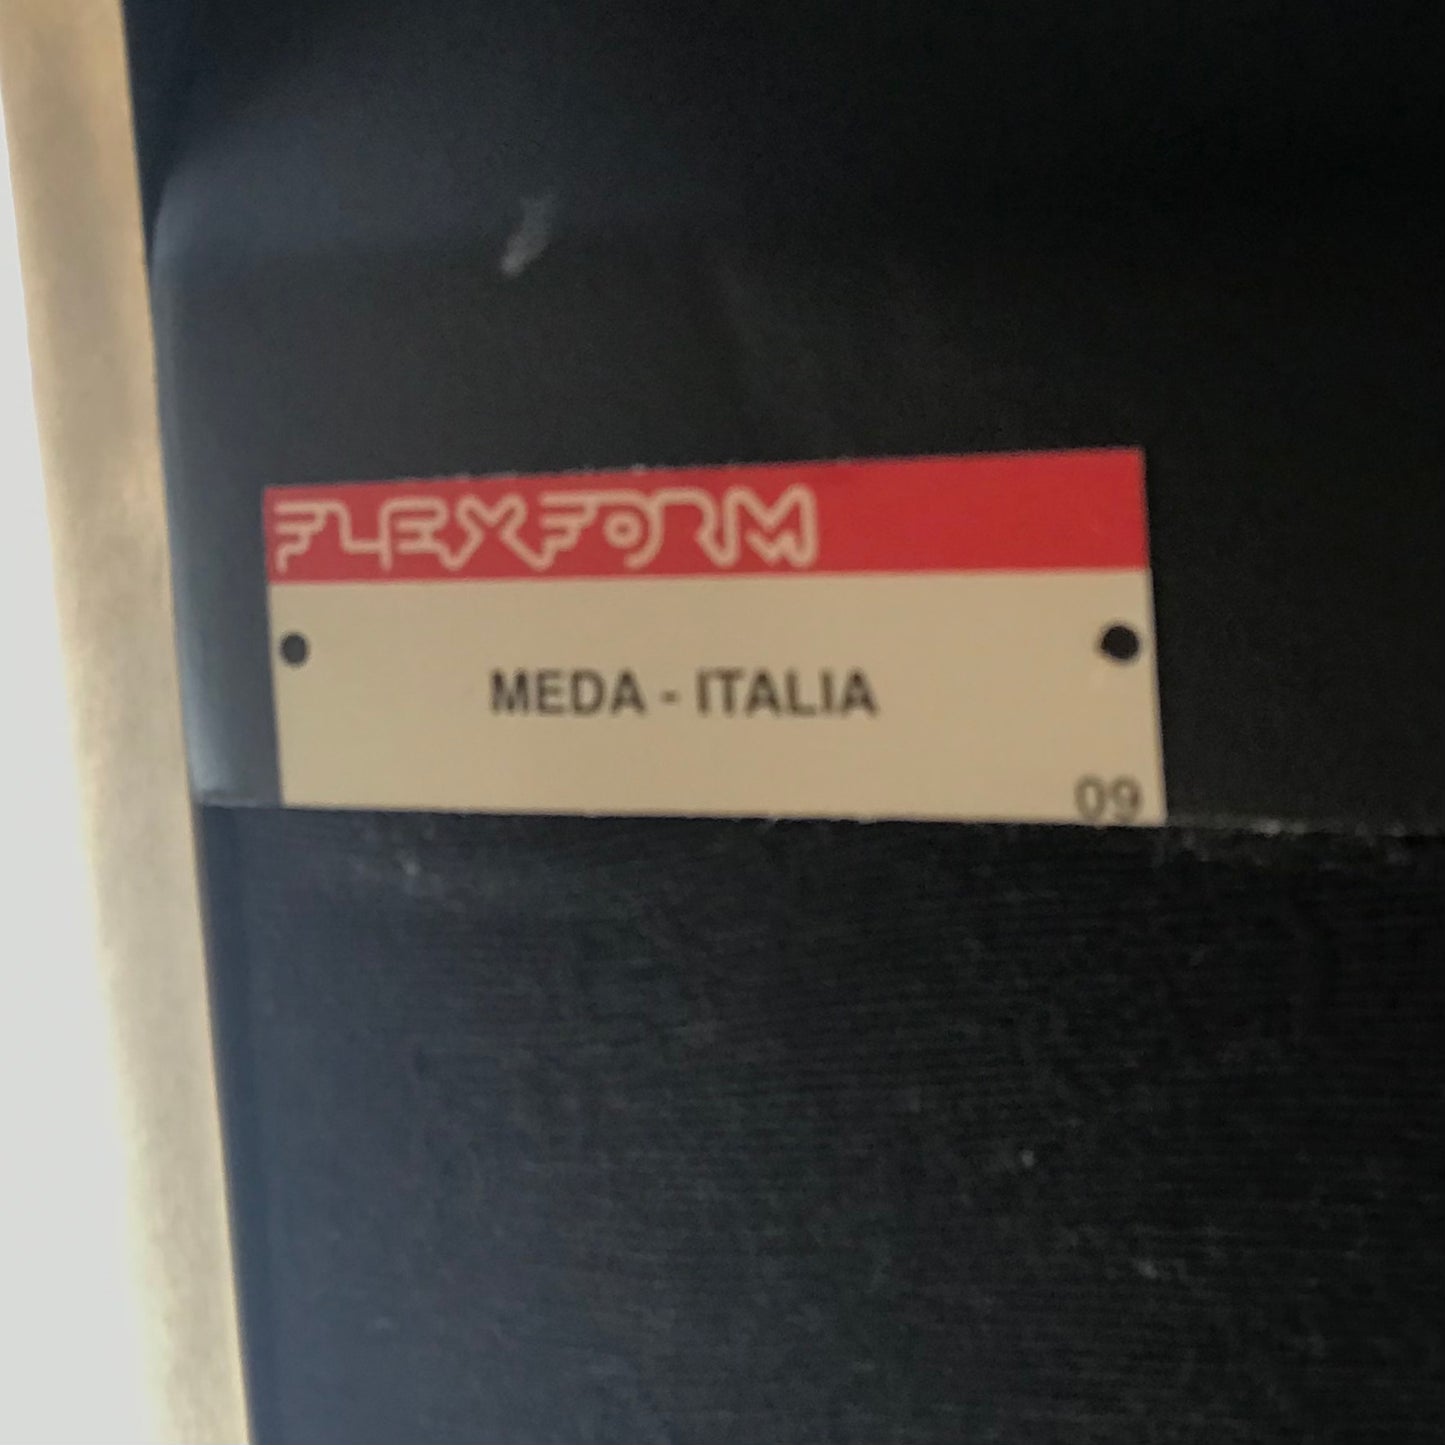 FLEXFORM
MEDA - ITALIA
09